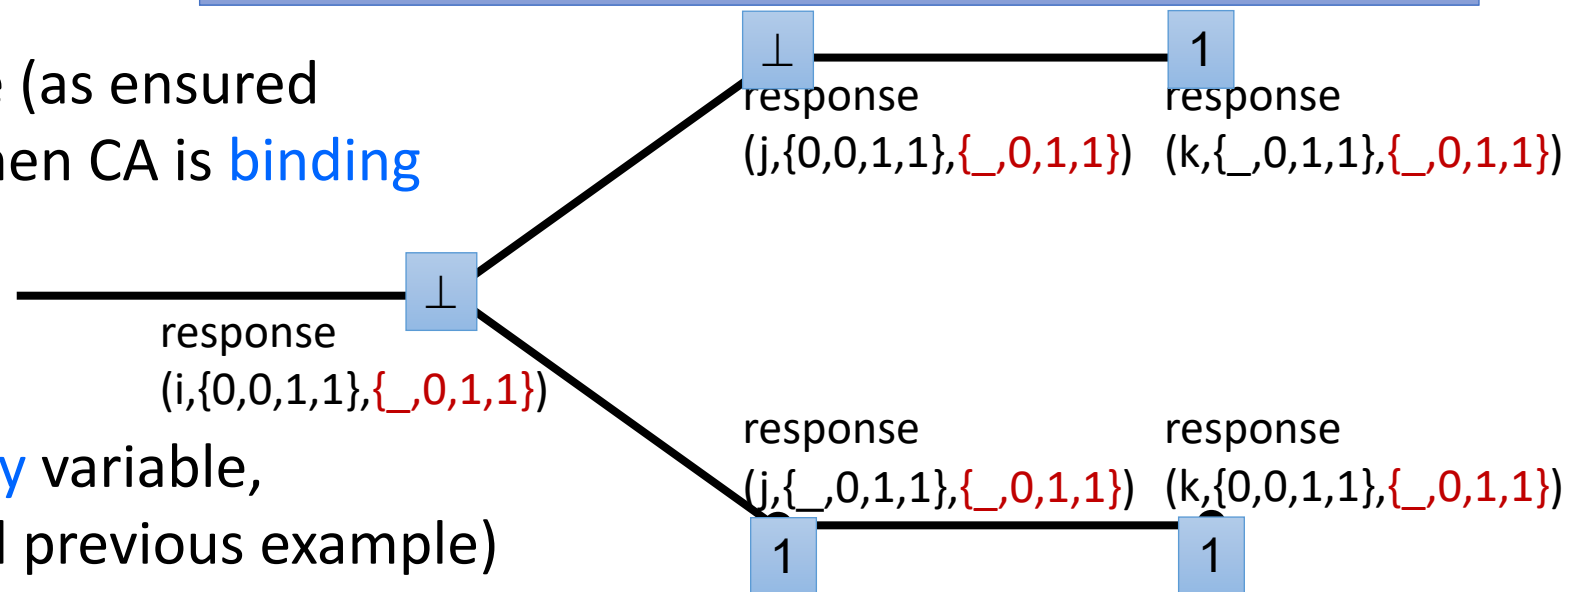 ⊥
1
e (as ensured
response
response
(j,{0,0,1,1},{_,0,1,1})
(k,{_,0,1,1},{_,0,1,1})
hen CA is binding
⊥
response
(i,{0,0,1,1},{_,0,1,1})
response
response
y variable,
(j,{_,0,1,1},{_,0,1,1})
(k,{0,0,1,1},{_,0,1,1})
previous example)
1
1